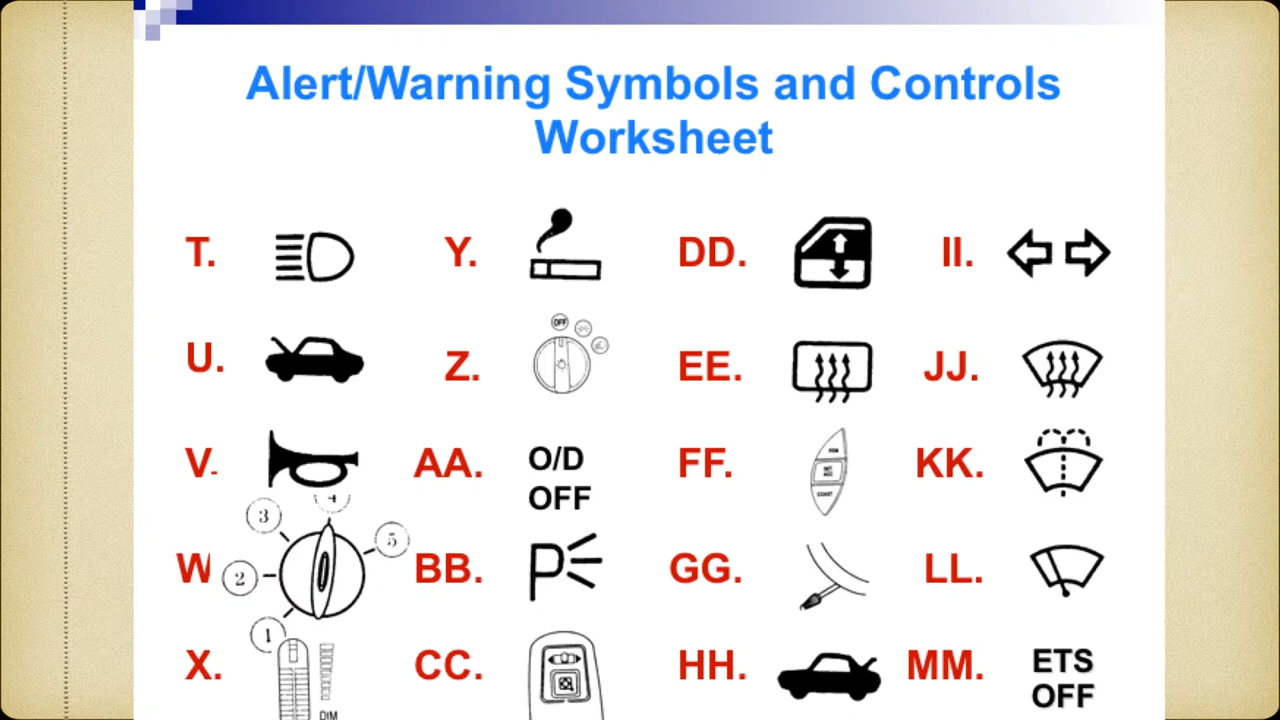 Alert/Warning Symbols and Controls
Worksheet
T.
Y.
DD.
II.
U.
Z.
OFF
EE.
JJ.
V.
AA.
O/D
OFF
FF.
COAST
KK.
W
3
4
5
2
1
BB.
P
GG.
LL.
X.
DIM
CC.
HH.
MM.
ETS
OFF